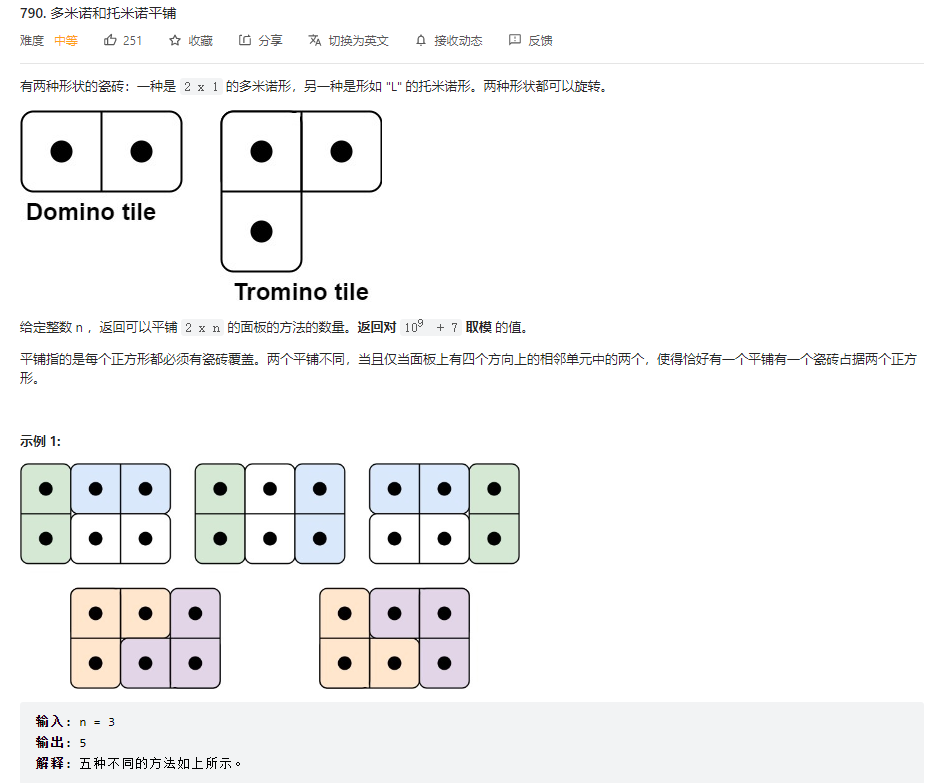 790. 多米诺和托米诺平铺
难度 中等 251 收藏 分享 切换为英文 接收动态 反馈
有两种形状的瓷砖：一种是 2 x 1 的多米诺形，另一种是形如 "L" 的托米诺形。两种形状都可以旋转。
Domino tile
Tromino tile
给定整数 n ，返回可以平铺 2 x n 的面板的方法的数量。返回对 10⁹ + 7 取模 的值。
平铺指的是每个正方形都必须有瓷砖覆盖。两个平铺不同，当且仅当面板上有四个方向上的相邻单元中的两个，使得恰好有一个平铺有一个瓷砖占据两个正方
形。
示例 1:
输入: n = 3
输出: 5
解释: 五种不同的方法如上所示。